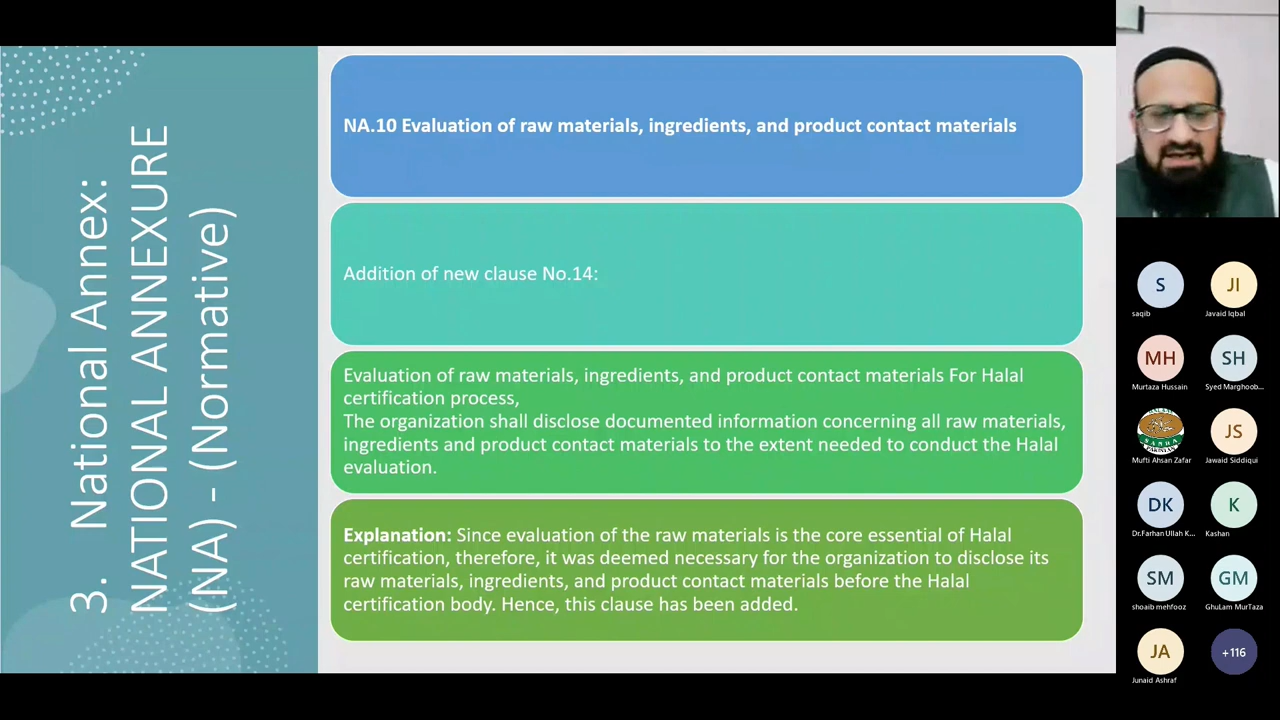 3. National Annex:
NATIONAL ANNEXURE
(NA) - (Normative)
NA.10 Evaluation of raw materials, ingredients, and product contact materials
Addition of new clause No.14:
Evaluation of raw materials, ingredients, and product contact materials For Halal
certification process,
The organization shall disclose documented information concerning all raw materials,
ingredients and product contact materials to the extent needed to conduct the Halal
evaluation.
Explanation: Since evaluation of the raw materials is the core essential of Halal
certification, therefore, it was deemed necessary for the organization to disclose its
raw materials, ingredients, and product contact materials before the Halal
certification body. Hence, this clause has been added.
S
saqib
JI
Javaid Iqbal
MH
Murtaza Hussain
SH
Syed Marghoob...
Mufti Ahsan Zafar
JS
Jawaid Siddiqui
DK
Dr.Farhan Ullah K...
K
Kashan
SM
shoaib mehfooz
GM
GhuLam MurTaza
JA
Junaid Ashraf
+116